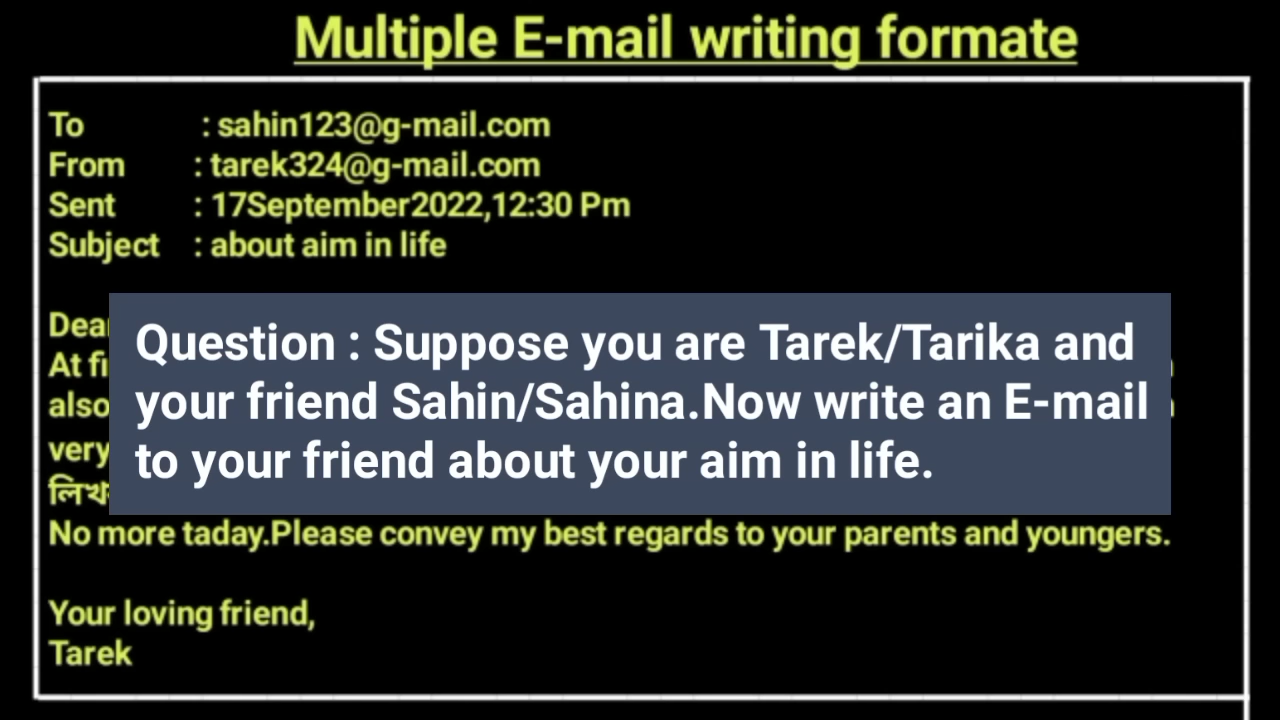 Multiple E-mail writing formate
To : sahin123@g-mail.com
From : tarek324@g-mail.com
Sent : 17September2022,12:30 Pm
Subject : about aim in life
Question : Suppose you are Tarek/Tarika and
your friend Sahin/Sahina.Now write an E-mail
to your friend about your aim in life.
At
also
very
No more taday.Please convey my best regards to your parents and youngers.
Your loving friend,
Tarek